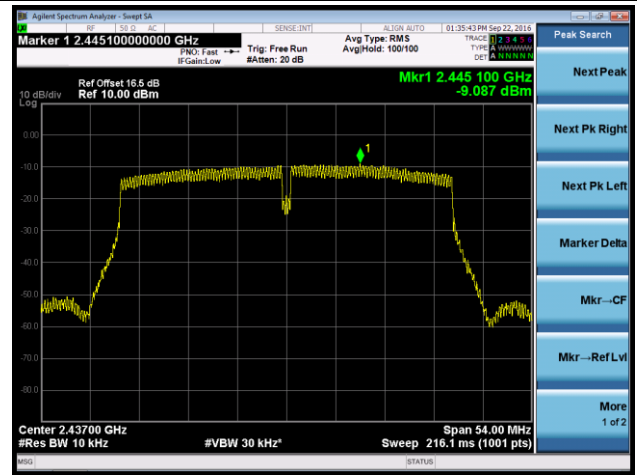 Agilent Spectrum Analyzer - Swept SA
RF 50 Ω AC SENSE:INT ALIGN AUTO 01:35:43 PM Sep 22, 2016
Marker 1 2.445100000000 GHz
PNO: Fast
IFGain:Low
Trig: Free Run
#Atten: 20 dB
Avg Type: RMS
Avg|Hold: 100/100
TRACE 1 2 3 4 5 6
TYPE A WWWWW
DET A N N N N N
Peak Search
Mkr1 2.445 100 GHz
-9.087 dBm
Ref Offset 16.5 dB
Ref 10.00 dBm
10 dB/div
Log
0.00
-10.0
-20.0
-30.0
-40.0
-50.0
-60.0
-70.0
-80.0
1
Center 2.43700 GHz
#Res BW 10 kHz
#VBW 30 kHz*
Span 54.00 MHz
Sweep 216.1 ms (1001 pts)
MSG
STATUS
Next Peak
Next Pk Right
Next Pk Left
Marker Delta
Mkr→CF
Mkr→Ref Lvl
More
1 of 2